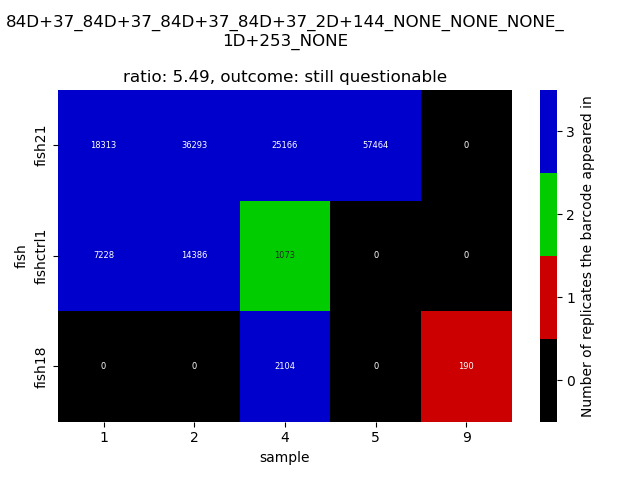 84D+37_84D+37_84D+37_84D+37_2D+144_NONE_NONE_NONE_
1D+253_NONE
ratio: 5.49, outcome: still questionable
fish21 18313 36293 25166 57464 0
fishctrl1 7228 14386 1073 0 0
fish18 0 0 2104 0 190
fish
1 2 4 5 9
sample
3
2
1
0
Number of replicates the barcode appeared in